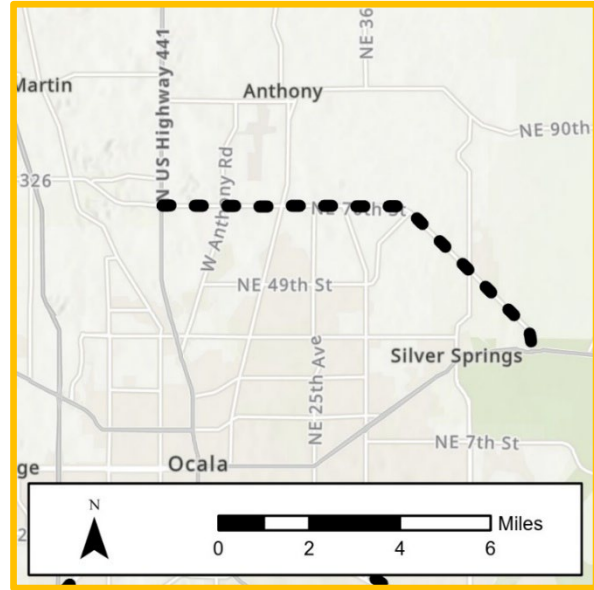 NE 36
N US Highway 441
Martin
Anthony
NE 90th
326
W Anthony Rd
NE 70th St
NE 49th St
Silver Springs
NE 25th Ave
NE 7th St
Ocala
ge
2
N
Miles
0 2 4 6